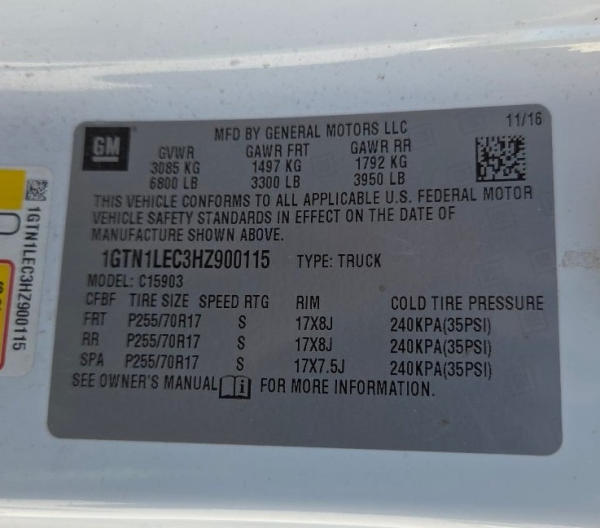 GM
MFD BY GENERAL MOTORS LLC
11/16
GVWR GAWR FRT GAWR RR
3085 KG 1497 KG 1792 KG
6800 LB 3300 LB 3950 LB
THIS VEHICLE CONFORMS TO ALL APPLICABLE U.S. FEDERAL MOTOR
VEHICLE SAFETY STANDARDS IN EFFECT ON THE DATE OF
MANUFACTURE SHOWN ABOVE.
1GTN1LEC3HZ900115 TYPE: TRUCK
MODEL: C15903
CFBF TIRE SIZE SPEED RTG RIM COLD TIRE PRESSURE
FRT P255/70R17 S 17X8J 240KPA(35PSI)
RR P255/70R17 S 17X8J 240KPA(35PSI)
SPA P255/70R17 S 17X7.5J 240KPA(35PSI)
SEE OWNER'S MANUAL i FOR MORE INFORMATION.
1GTN1LEC3HZ900115